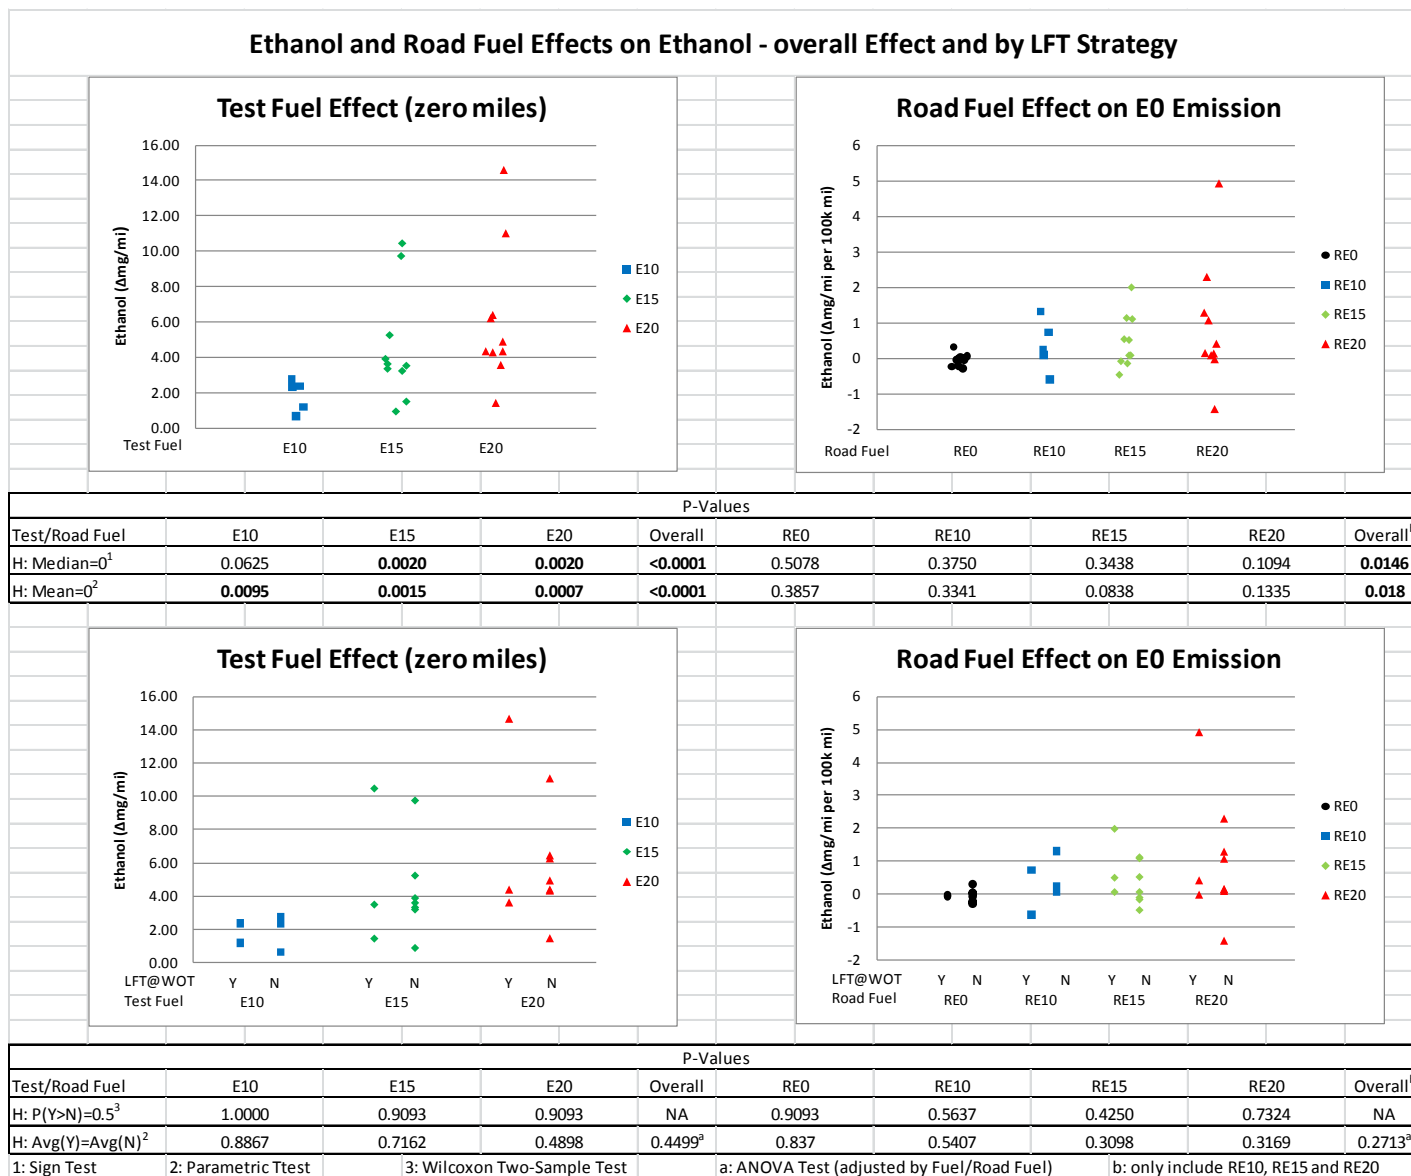 Ethanol and Road Fuel Effects on Ethanol - overall Effect and by LFT Strategy
Test Fuel Effect (zero miles)
16.00
14.00
12.00
10.00
8.00
6.00
4.00
2.00
0.00
Ethanol (Δmg/mi)
Test Fuel E10 E15 E20
E10
E15
E20
Road Fuel Effect on E0 Emission
6
5
4
3
2
1
0
-1
-2
Ethanol (Δmg/mi per 100k mi)
Road Fuel RE0 RE10 RE15 RE20
RE0
RE10
RE15
RE20
P-Values
Test/Road Fuel E10 E15 E20 Overall RE0 RE10 RE15 RE20 Overall
H: Median=0¹ 0.0625 0.0020 0.0020 <0.0001 0.5078 0.3750 0.3438 0.1094 0.0146
H: Mean=0² 0.0095 0.0015 0.0007 <0.0001 0.3857 0.3341 0.0838 0.1335 0.018
Test Fuel Effect (zero miles)
16.00
14.00
12.00
10.00
8.00
6.00
4.00
2.00
0.00
Ethanol (Δmg/mi)
LFT@WOT Y N Y N Y N
Test Fuel E10 E15 E20
E10
E15
E20
Road Fuel Effect on E0 Emission
6
5
4
3
2
1
0
-1
-2
Ethanol (Δmg/mi per 100k mi)
LFT@WOT Y N Y N Y N Y N
Road Fuel RE0 RE10 RE15 RE20
RE0
RE10
RE15
RE20
P-Values
Test/Road Fuel E10 E15 E20 Overall RE0 RE10 RE15 RE20 Overall
H: P(Y>N)=0.5³ 1.0000 0.9093 0.9093 NA 0.9093 0.5637 0.4250 0.7324 NA
H: Avg(Y)=Avg(N)² 0.8867 0.7162 0.4898 0.4499ᵃ 0.837 0.5407 0.3098 0.3169 0.2713ᵃ
1: Sign Test 2: Parametric Ttest 3: Wilcoxon Two-Sample Test a: ANOVA Test (adjusted by Fuel/Road Fuel) b: only include RE10, RE15 and RE20